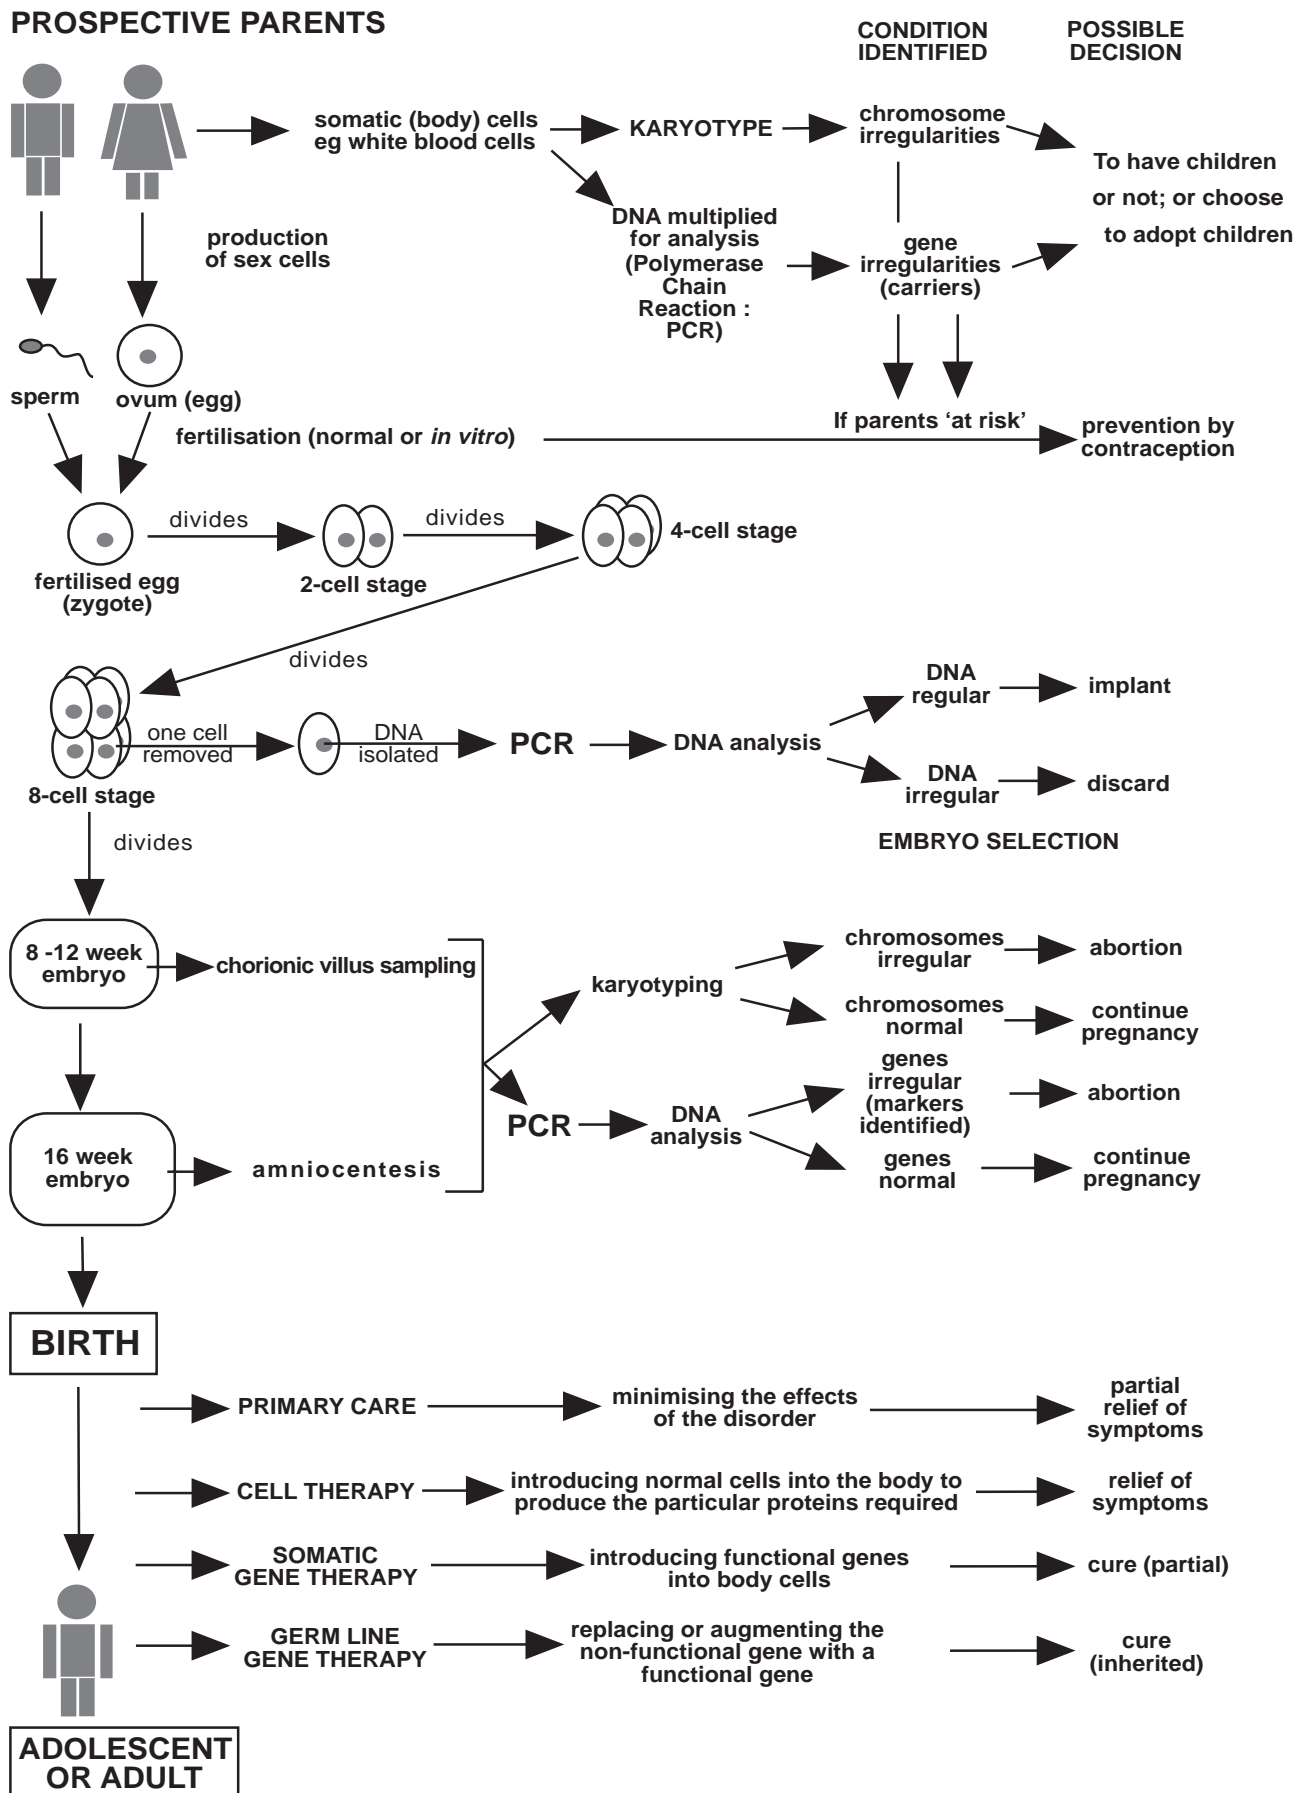 PROSPECTIVE PARENTS
CONDITION
IDENTIFIED
POSSIBLE
DECISION
somatic (body) cells
eg white blood cells
KARYOTYPE
chromosome
irregularities
To have children
or not; or choose
to adopt children
DNA multiplied
for analysis
(Polymerase
Chain
Reaction :
PCR)
gene
irregularities
(carriers)
production
of sex cells
sperm
ovum (egg)
fertilisation (normal or in vitro)
If parents ‘at risk’
prevention by
contraception
divides
divides
4-cell stage
fertilised egg
(zygote)
2-cell stage
divides
DNA
regular
implant
one cell
removed
DNA
isolated
PCR
DNA analysis
DNA
irregular
discard
8-cell stage
EMBRYO SELECTION
divides
8 -12 week
embryo
chorionic villus sampling
karyotyping
chromosomes
irregular
abortion
chromosomes
normal
continue
pregnancy
genes
irregular
(markers
identified)
abortion
PCR
DNA
analysis
16 week
embryo
amniocentesis
genes
normal
continue
pregnancy
BIRTH
PRIMARY CARE
minimising the effects
of the disorder
partial
relief of
symptoms
CELL THERAPY
introducing normal cells into the body to
produce the particular proteins required
relief of
symptoms
SOMATIC
GENE THERAPY
introducing functional genes
into body cells
cure (partial)
GERM LINE
GENE THERAPY
replacing or augmenting the
non-functional gene with a
functional gene
cure
(inherited)
ADOLESCENT
OR ADULT